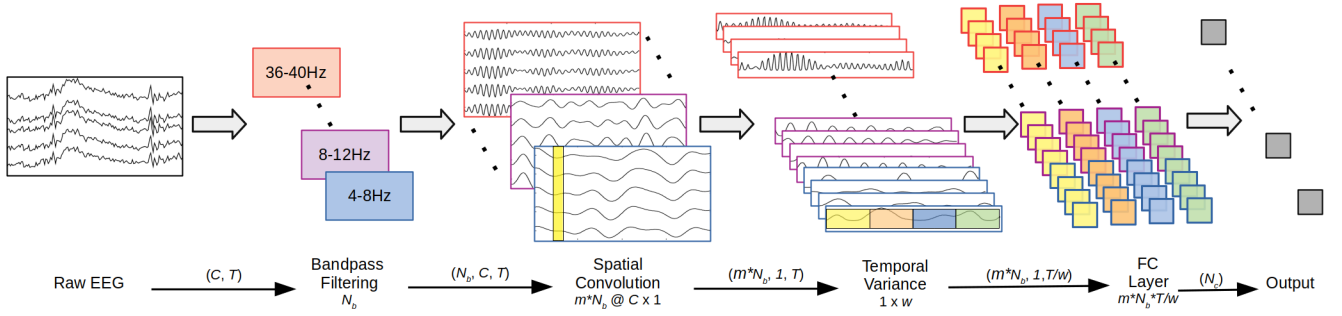 36-40Hz
8-12Hz
4-8Hz
Raw EEG
(C, T)
Bandpass
Filtering
N_b
(N_b, C, T)
Spatial
Convolution
m*N_b @ C x 1
(m*N_b, 1, T)
Temporal
Variance
1 x w
(m*N_b, 1,T/w)
FC
Layer
m*N_b*T/w
(N_c)
Output